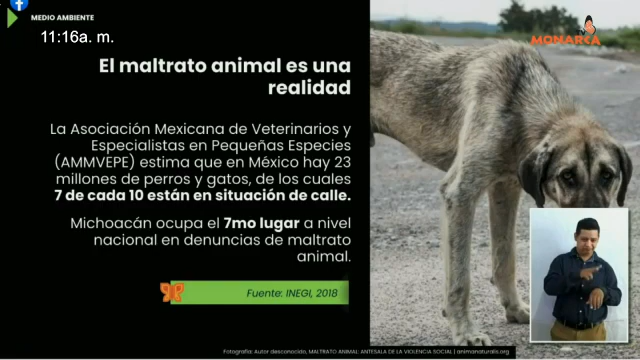 MEDIO AMBIENTE
11:16a. m.
MONARCA
El maltrato animal es una
realidad
La Asociación Mexicana de Veterinarios y
Especialistas en Pequeñas Especies
(AMMVEPE) estima que en México hay 23
millones de perros y gatos, de los cuales
7 de cada 10 están en situación de calle.
Michoacán ocupa el 7mo lugar a nivel
nacional en denuncias de maltrato
animal.
Fuente: INEGI, 2018
Fotografía: Autor desconocido, MALTRATO ANIMAL: ANTESALA DE LA VIOLENCIA SOCIAL | animanaturalis.org